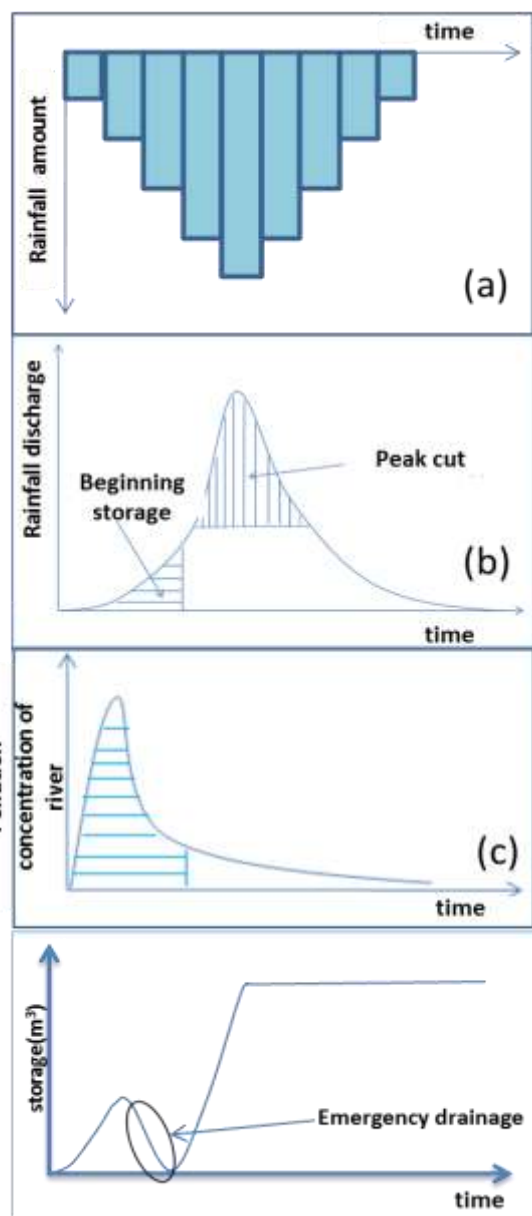 time
Rainfall amount
(a)
Rainfall discharge
Beginning
storage
Peak cut
(b)
time
concentration of
river
(c)
time
storage(m³)
Emergency drainage
time